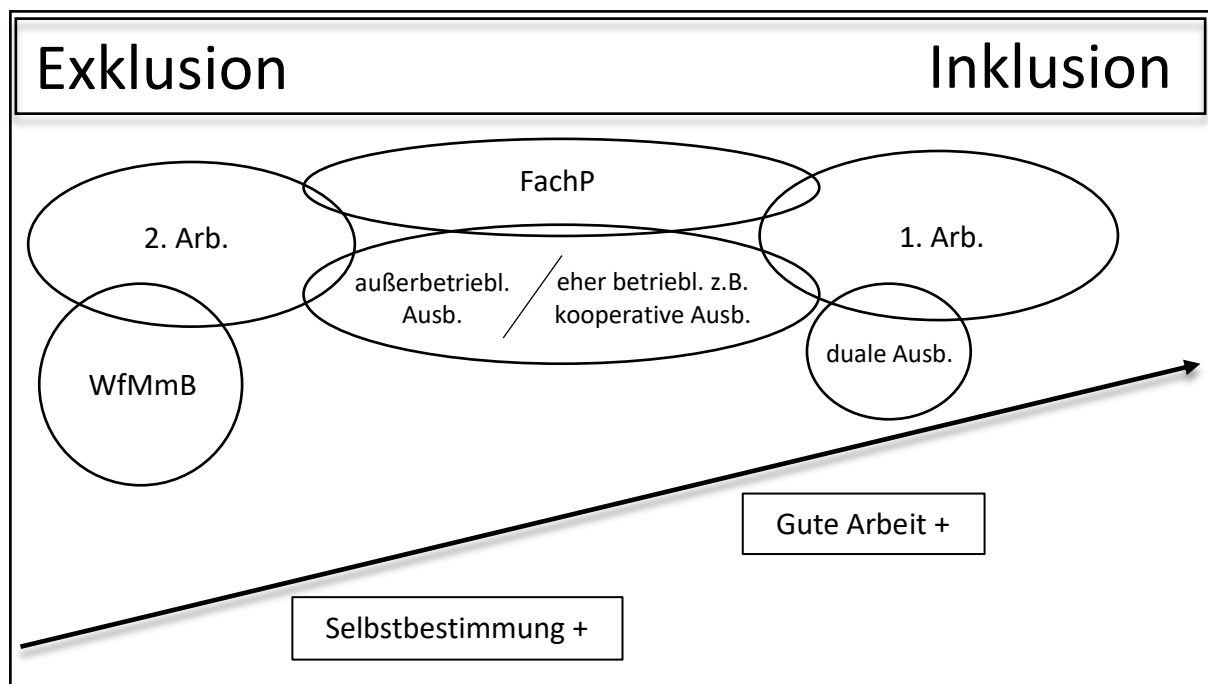 Exklusion Inklusion
FachP
2. Arb.
1. Arb.
außerbetriebl.
Ausb.
eher betriebl. z.B.
kooperative Ausb.
duale Ausb.
WfMmB
Gute Arbeit +
Selbstbestimmung +